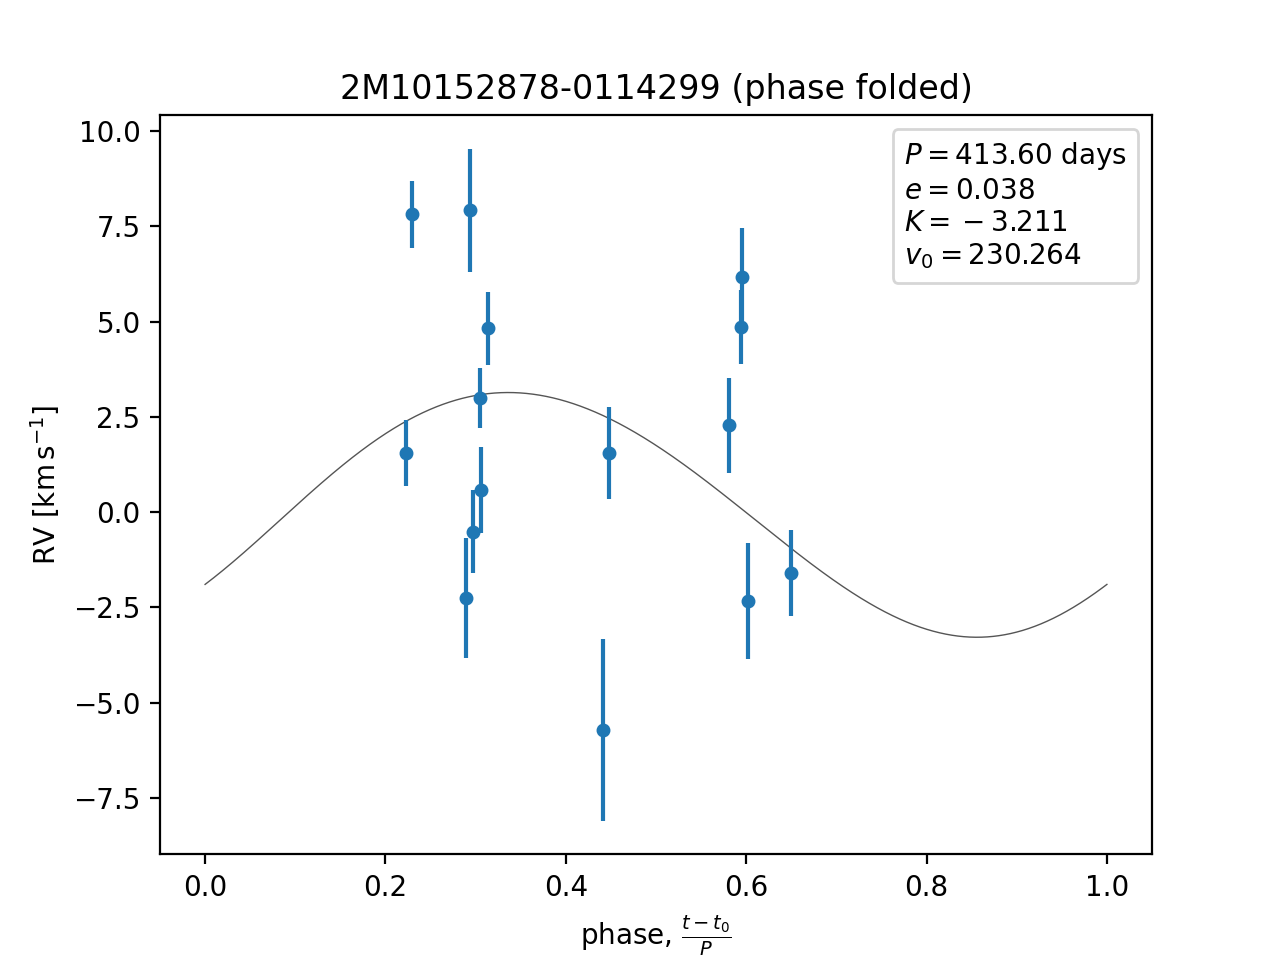 2M10152878-0114299 (phase folded)
P = 413.60 days
e = 0.038
K = − 3.211
v₀ = 230.264
10.0
7.5
5.0
2.5
0.0
−2.5
−5.0
−7.5
RV [km s⁻¹]
0.0 0.2 0.4 0.6 0.8 1.0
phase, (t − t₀)/P